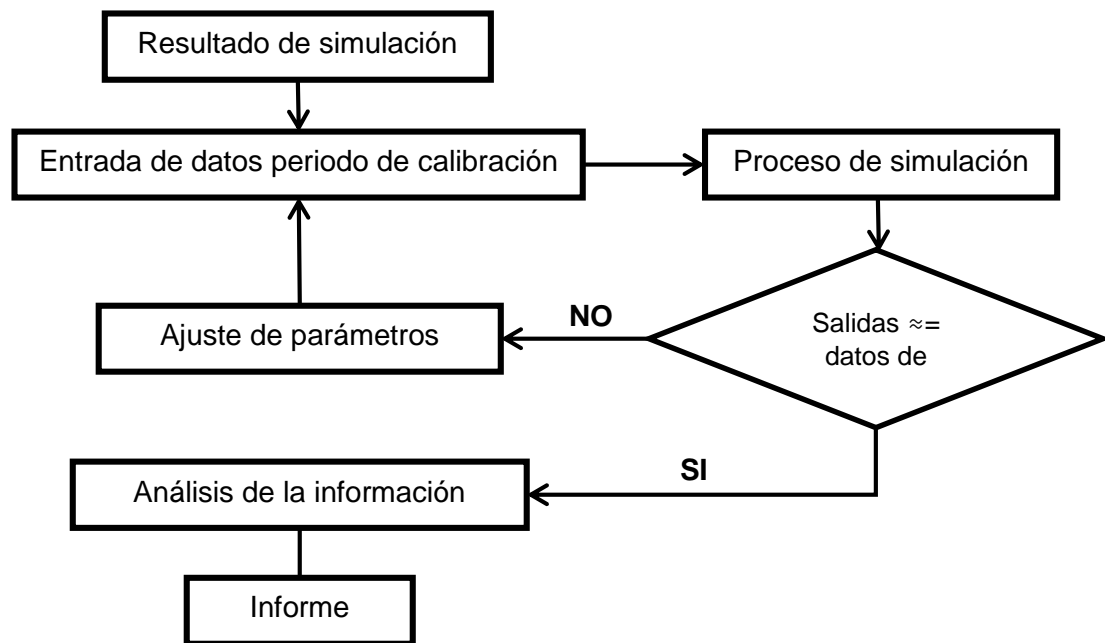 Resultado de simulación
Entrada de datos periodo de calibración
Proceso de simulación
Ajuste de parámetros
NO
Salidas ≈=
datos de
Análisis de la información
SI
Informe